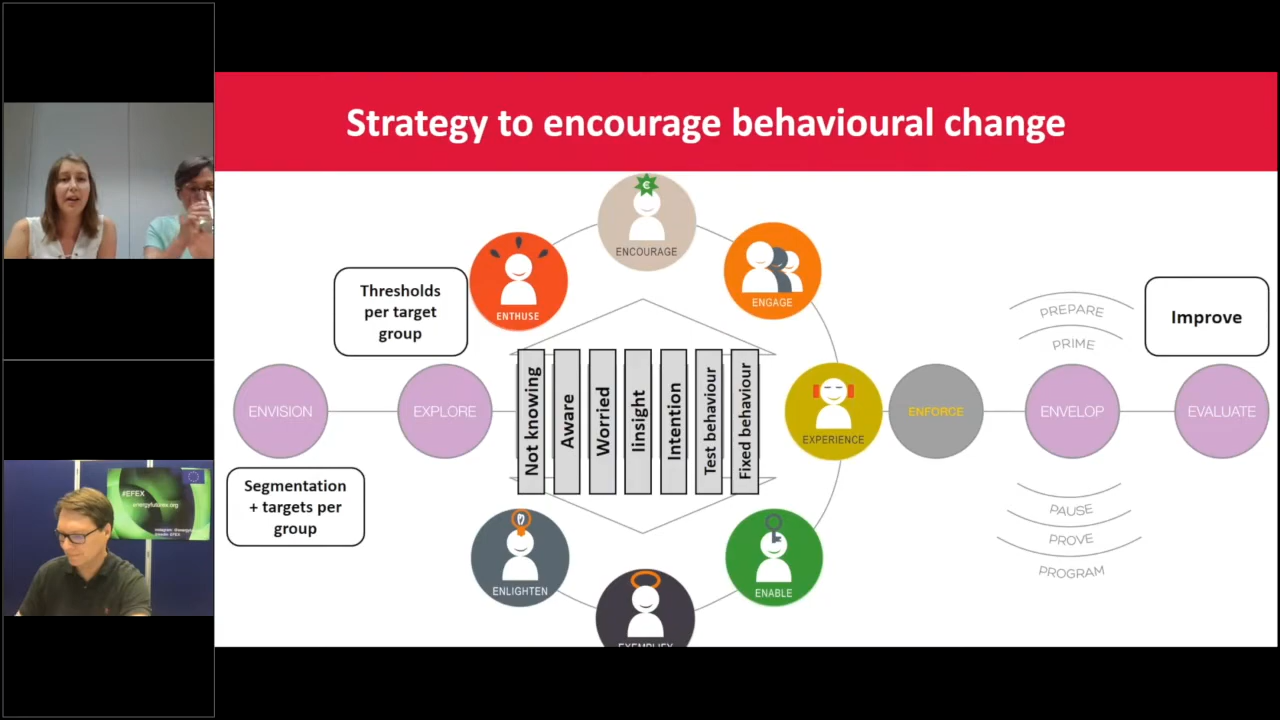 Strategy to encourage behavioural change
ENCOURAGE
ENTHUSE
ENGAGE
Thresholds
per target
group
PREPARE
PRIME
Improve
ENVISION
EXPLORE
Not knowing
Aware
Worried
Iinsight
Intention
Test behaviour
Fixed behaviour
EXPERIENCE
ENFORCE
ENVELOP
EVALUATE
Segmentation
+ targets per
group
PAUSE
PROVE
PROGRAM
ENLIGHTEN
ENABLE
EXEMPLIFY
#EFEX